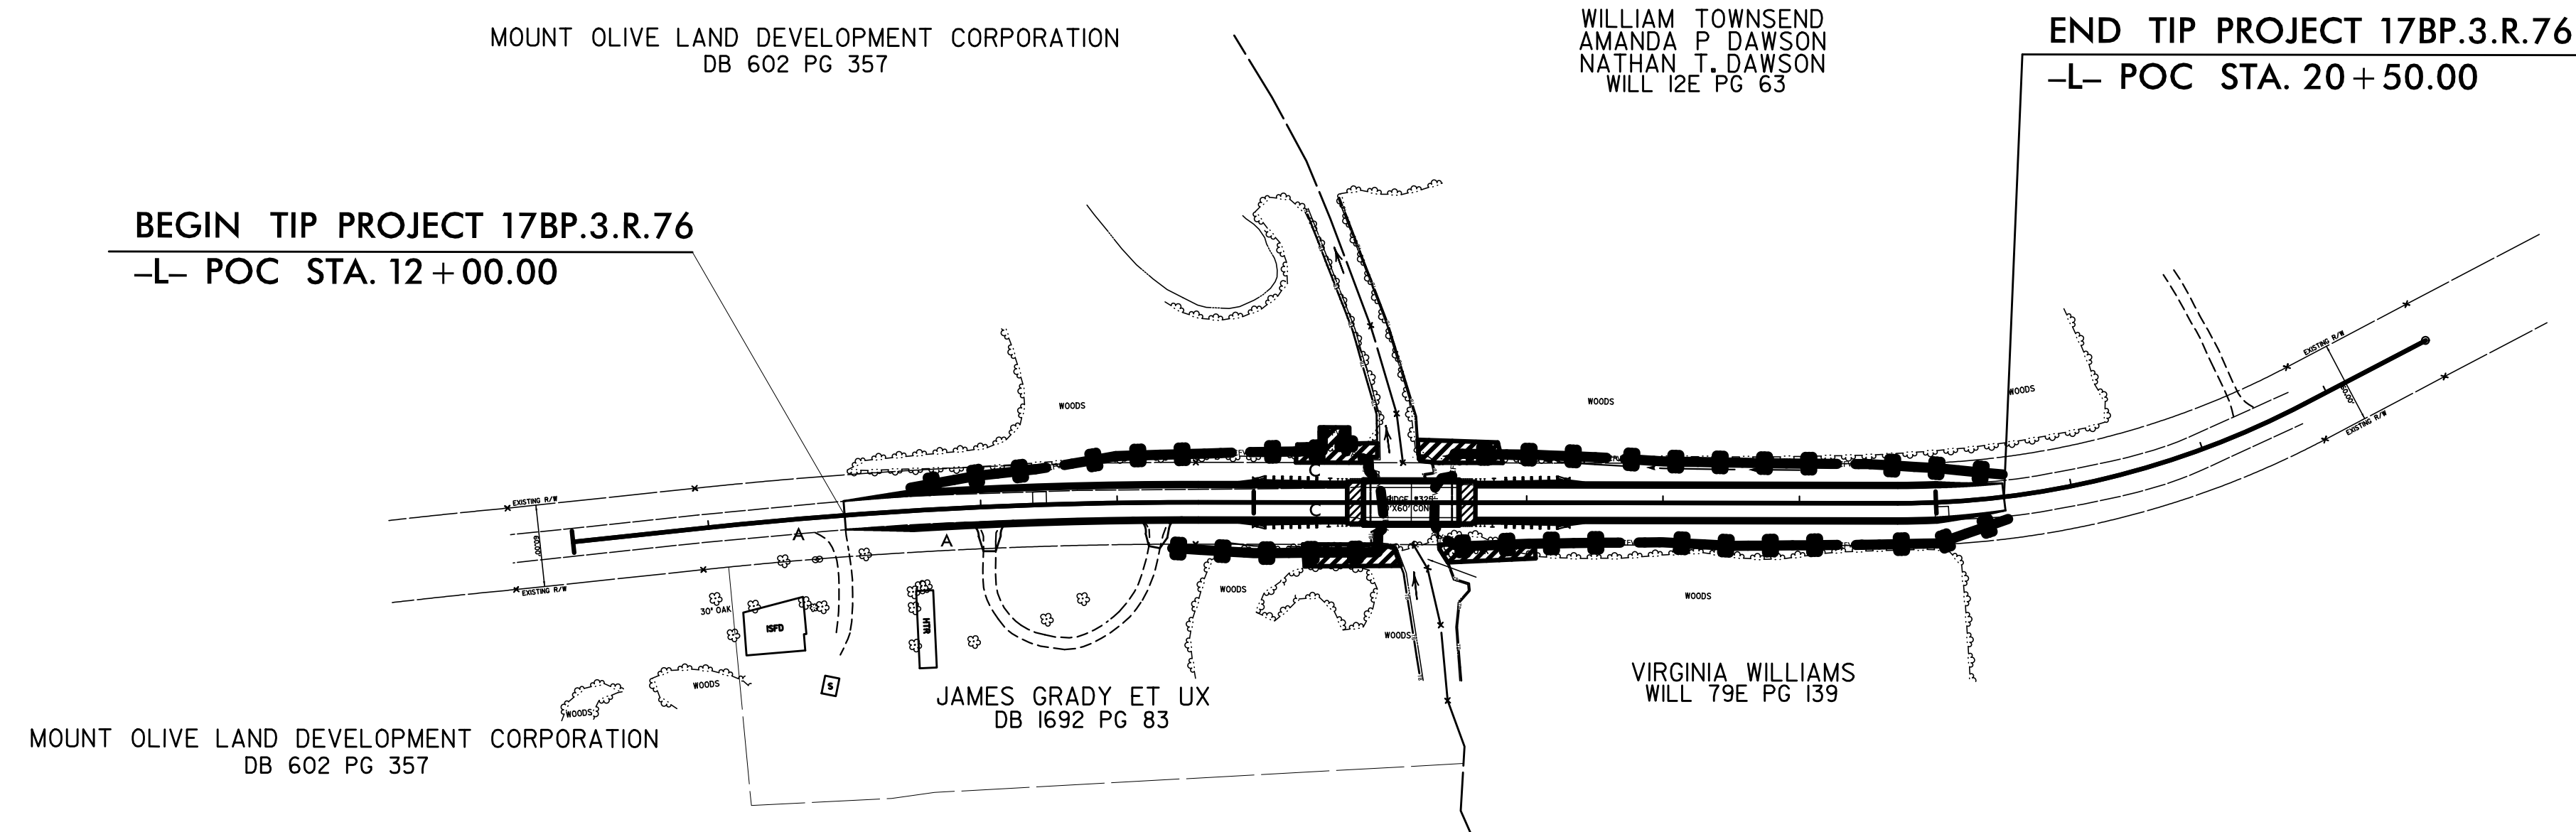 MOUNT OLIVE LAND DEVELOPMENT CORPORATION
DB 602 PG 357
WILLIAM TOWNSEND
AMANDA P DAWSON
NATHAN T. DAWSON
WILL 12E PG 63
END TIP PROJECT 17BP.3.R.76
–L– POC STA. 20+50.00
BEGIN TIP PROJECT 17BP.3.R.76
–L– POC STA. 12+00.00
EXISTING R/W
60.00'
EXISTING R/W
WOODS
WOODS
WOODS
EXISTING R/W
EXISTING R/W
C
C
A
A
30" OAK
ISFD
HTR
S
WOODS
WOODS
WOODS
WOODS
WOODS
JAMES GRADY ET UX
DB 1692 PG 83
VIRGINIA WILLIAMS
WILL 79E PG 139
MOUNT OLIVE LAND DEVELOPMENT CORPORATION
DB 602 PG 357